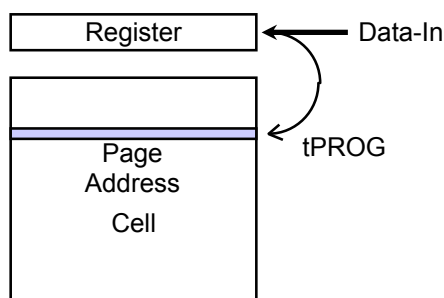 Register
Data-In
tPROG
Page
Address
Cell